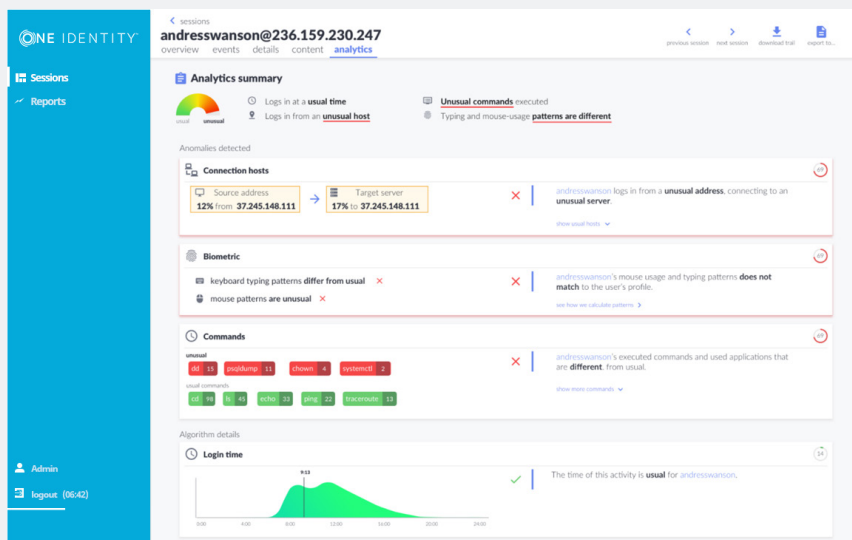 ONE IDENTITY
Sessions
Reports
Admin
logout (06:42)
sessions
andresswanson@236.159.230.247
overview events details content analytics
previous session next session download trail export to...
Analytics summary
usual unusual
Logs in at a usual time
Logs in from an unusual host
Unusual commands executed
Typing and mouse-usage patterns are different
Anomalies detected
Connection hosts
69
Source address
12% from 37.245.148.111
Target server
17% to 37.245.148.111
andresswanson logs in from a unusual address, connecting to an
unusual server.
show usual hosts
Biometric
69
keyboard typing patterns differ from usual
mouse patterns are unusual
andresswanson's mouse usage and typing patterns does not
match to the user's profile.
see how we calculate patterns
Commands
69
unusual
dd 15 psqldump 11 chown 4 systemctl 2
usual commands
cd 98 ls 45 echo 33 ping 22 traceroute 13
andresswanson's executed commands and used applications that
are different, from usual.
show more commands
Algorithm details
Login time
14
9:13
0:00 4:00 8:00 12:00 16:00 20:00 24:00
The time of this activity is usual for andresswanson.